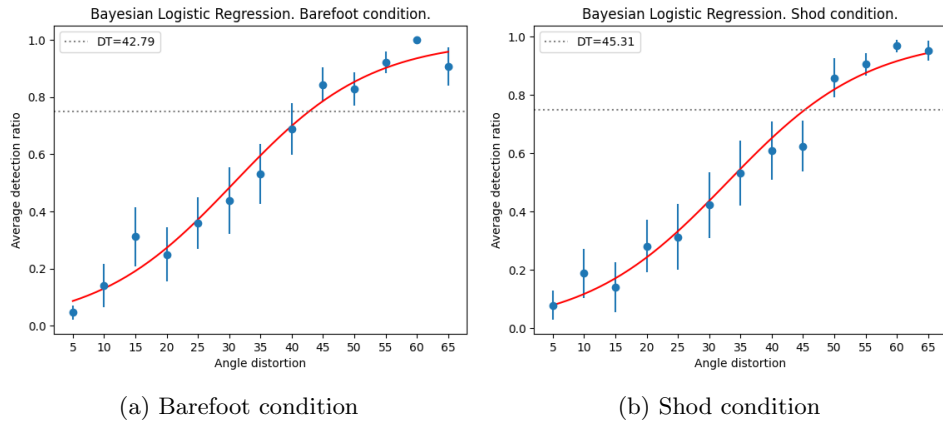 Bayesian Logistic Regression. Barefoot condition.
DT=42.79
1.0
0.8
0.6
0.4
0.2
0.0
Average detection ratio
5 10 15 20 25 30 35 40 45 50 55 60 65
Angle distortion
(a) Barefoot condition
Bayesian Logistic Regression. Shod condition.
DT=45.31
1.0
0.8
0.6
0.4
0.2
0.0
Average detection ratio
5 10 15 20 25 30 35 40 45 50 55 60 65
Angle distortion
(b) Shod condition